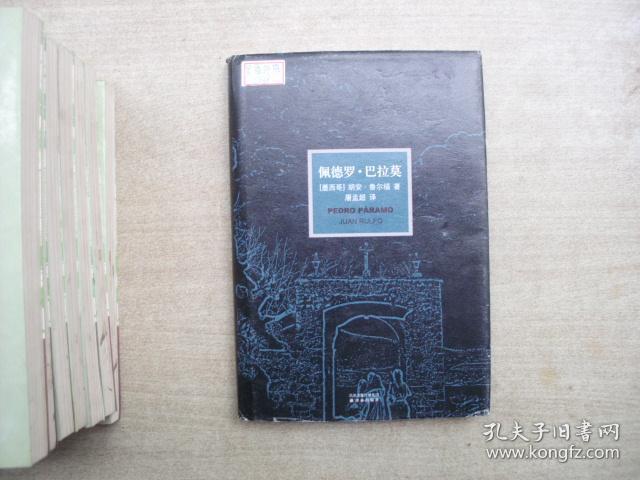 佩德罗·巴拉莫
[墨西哥] 胡安·鲁尔福 著
屠孟超 译
PEDRO PÁRAMO
JUAN RULFO
孔夫子旧书网
www.kongfz.com